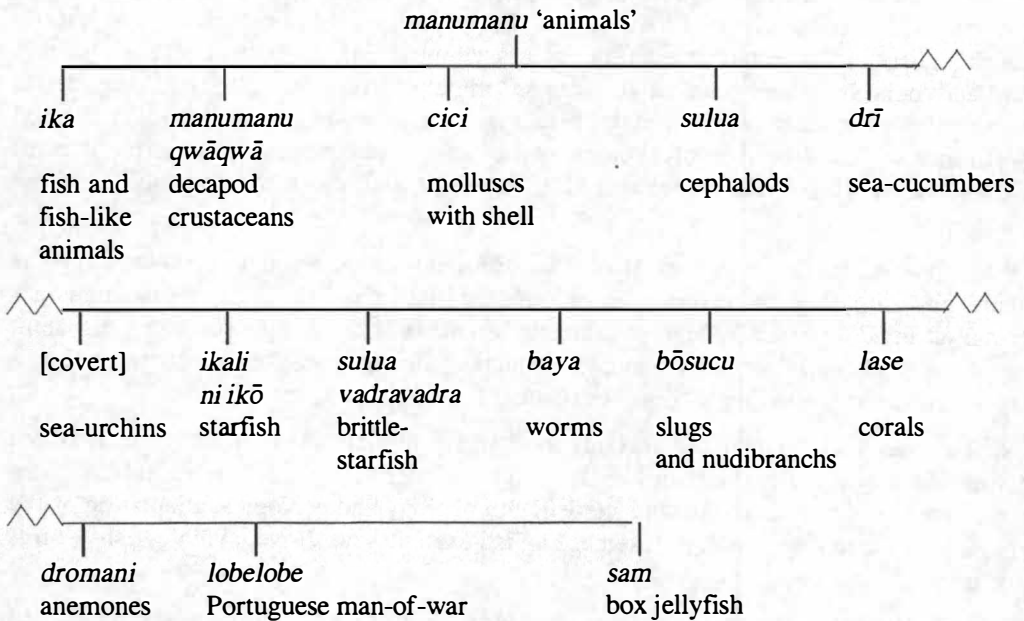 manumanu 'animals'
ika manumanu cici sulua drī
qwāqwā
fish and decapod molluscs cephalods sea-cucumbers
fish-like crustaceans with shell
animals
[covert] ikali sulua baya bōsucu lase
ni ikō vadravadra
sea-urchins starfish brittle- worms slugs corals
starfish and nudibranchs
dromani lobelobe sam
anemones Portuguese man-of-war box jellyfish